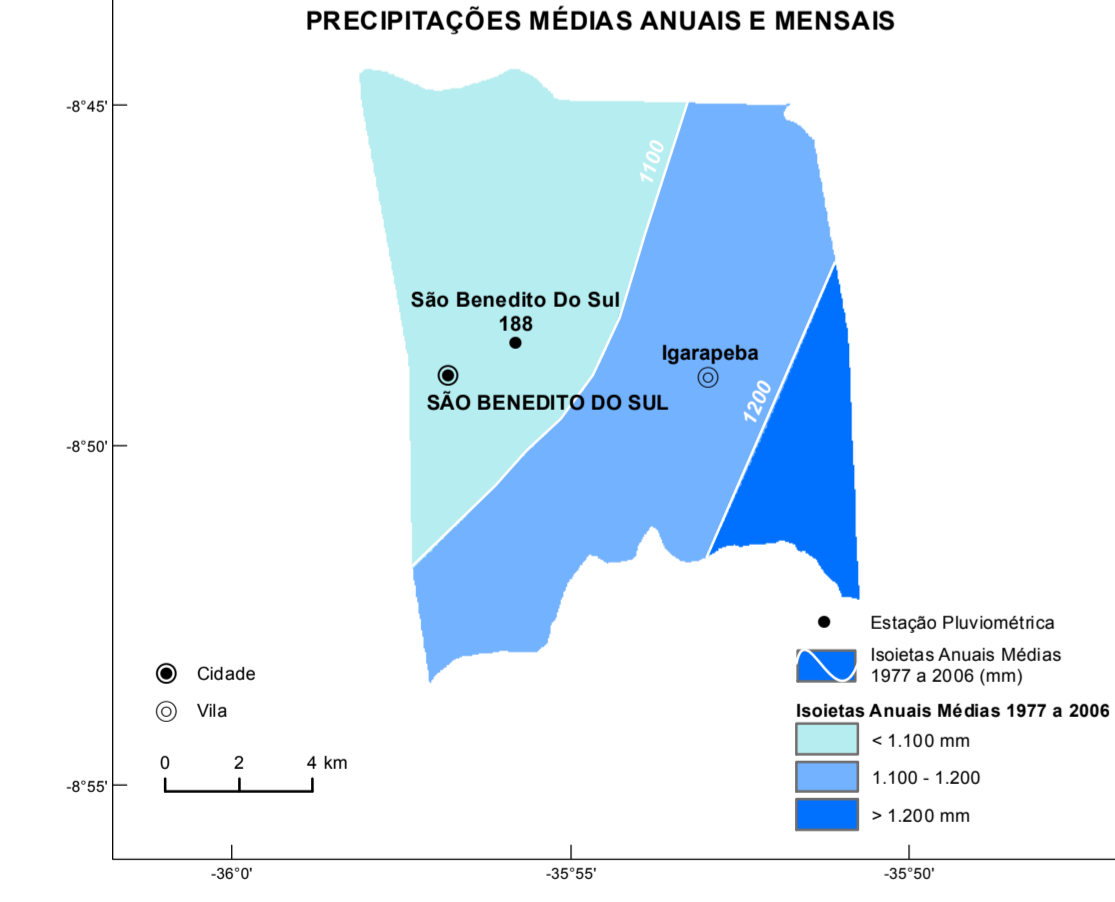 PRECIPITAÇÕES MÉDIAS ANUAIS E MENSAIS
-8°45'
1100
São Benedito Do Sul
188
Igarapeba
SÃO BENEDITO DO SUL
1200
-8°50'
Estação Pluviométrica
Isoietas Anuais Médias
1977 a 2006 (mm)
Cidade
Vila
Isoietas Anuais Médias 1977 a 2006
< 1.100 mm
0 2 4 km
1.100 - 1.200
-8°55'
> 1.200 mm
-36°0' -35°55' -35°50'